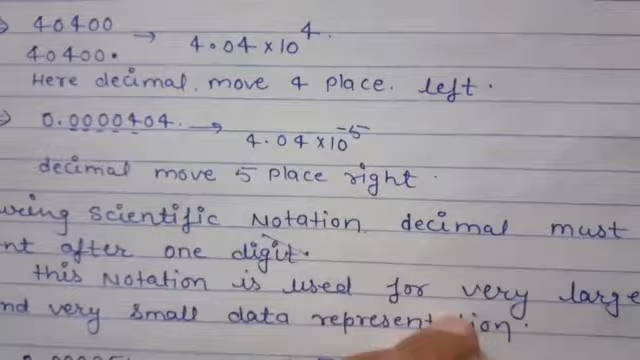 40400 → 4.04 × 10^4.
40400.
Here decimal move 4 place. left.
0.0000404. → 4.04 × 10^-5
decimal move 5 place right.
Scientific Notation decimal must
after one digit.
this Notation is used for very large
very small data